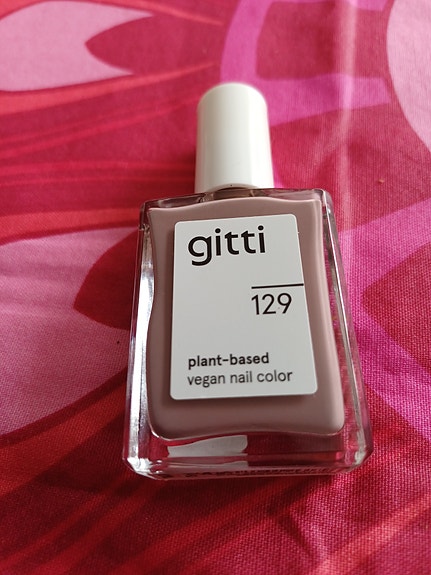 gitti
129
plant-based
vegan nail color